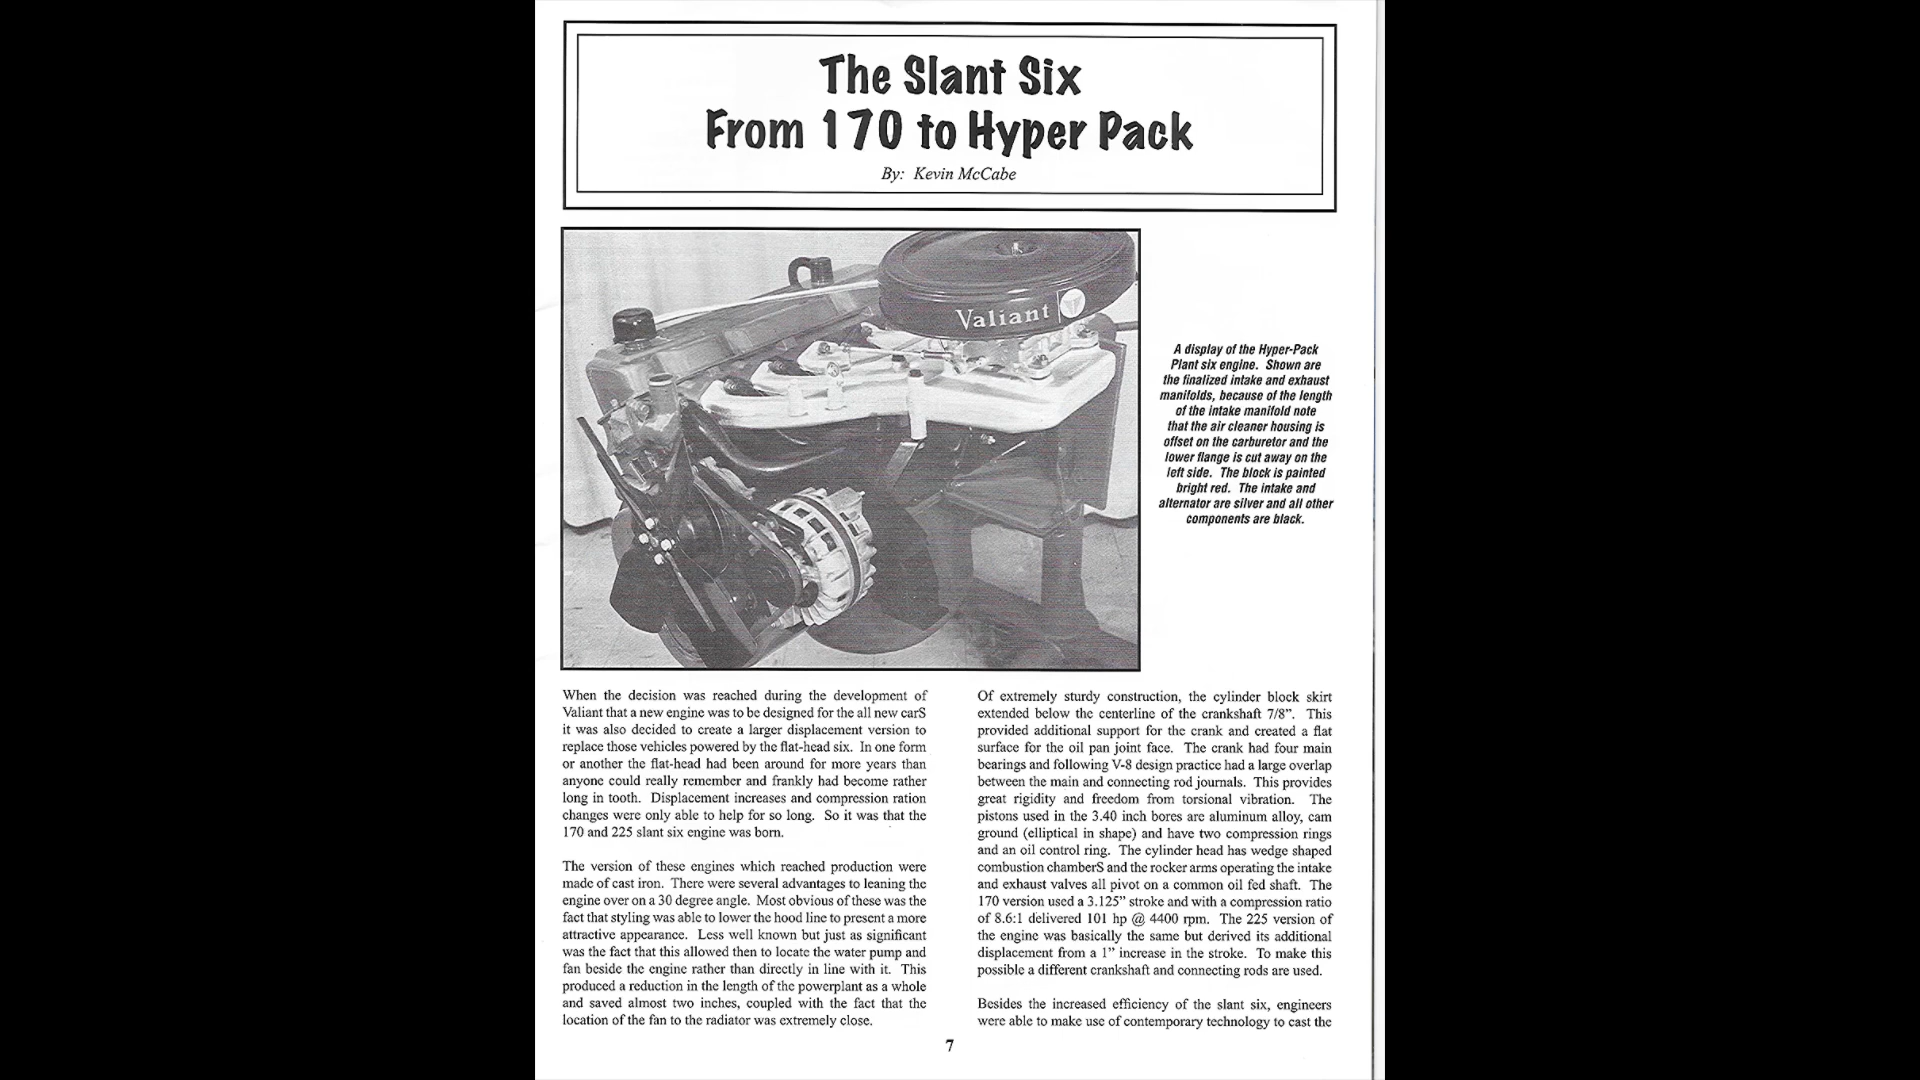 The Slant Six
From 170 to Hyper Pack
By: Kevin McCabe
Valiant
A display of the Hyper-Pack
Plant six engine. Shown are
the finalized intake and exhaust
manifolds, because of the length
of the intake manifold note
that the air cleaner housing is
offset on the carburetor and the
lower flange is cut away on the
left side. The block is painted
bright red. The intake and
alternator are silver and all other
components are black.
When the decision was reached during the development of
Valiant that a new engine was to be designed for the all new carS
it was also decided to create a larger displacement version to
replace those vehicles powered by the flat-head six. In one form
or another the flat-head had been around for more years than
anyone could really remember and frankly had become rather
long in tooth. Displacement increases and compression ration
changes were only able to help for so long. So it was that the
170 and 225 slant six engine was born.
The version of these engines which reached production were
made of cast iron. There were several advantages to leaning the
engine over on a 30 degree angle. Most obvious of these was the
fact that styling was able to lower the hood line to present a more
attractive appearance. Less well known but just as significant
was the fact that this allowed then to locate the water pump and
fan beside the engine rather than directly in line with it. This
produced a reduction in the length of the powerplant as a whole
and saved almost two inches, coupled with the fact that the
location of the fan to the radiator was extremely close.
Of extremely sturdy construction, the cylinder block skirt
extended below the centerline of the crankshaft 7/8”. This
provided additional support for the crank and created a flat
surface for the oil pan joint face. The crank had four main
bearings and following V-8 design practice had a large overlap
between the main and connecting rod journals. This provides
great rigidity and freedom from torsional vibration. The
pistons used in the 3.40 inch bores are aluminum alloy, cam
ground (elliptical in shape) and have two compression rings
and an oil control ring. The cylinder head has wedge shaped
combustion chamberS and the rocker arms operating the intake
and exhaust valves all pivot on a common oil fed shaft. The
170 version used a 3.125” stroke and with a compression ratio
of 8.6:1 delivered 101 hp @ 4400 rpm. The 225 version of
the engine was basically the same but derived its additional
displacement from a 1” increase in the stroke. To make this
possible a different crankshaft and connecting rods are used.
Besides the increased efficiency of the slant six, engineers
were able to make use of contemporary technology to cast the
7